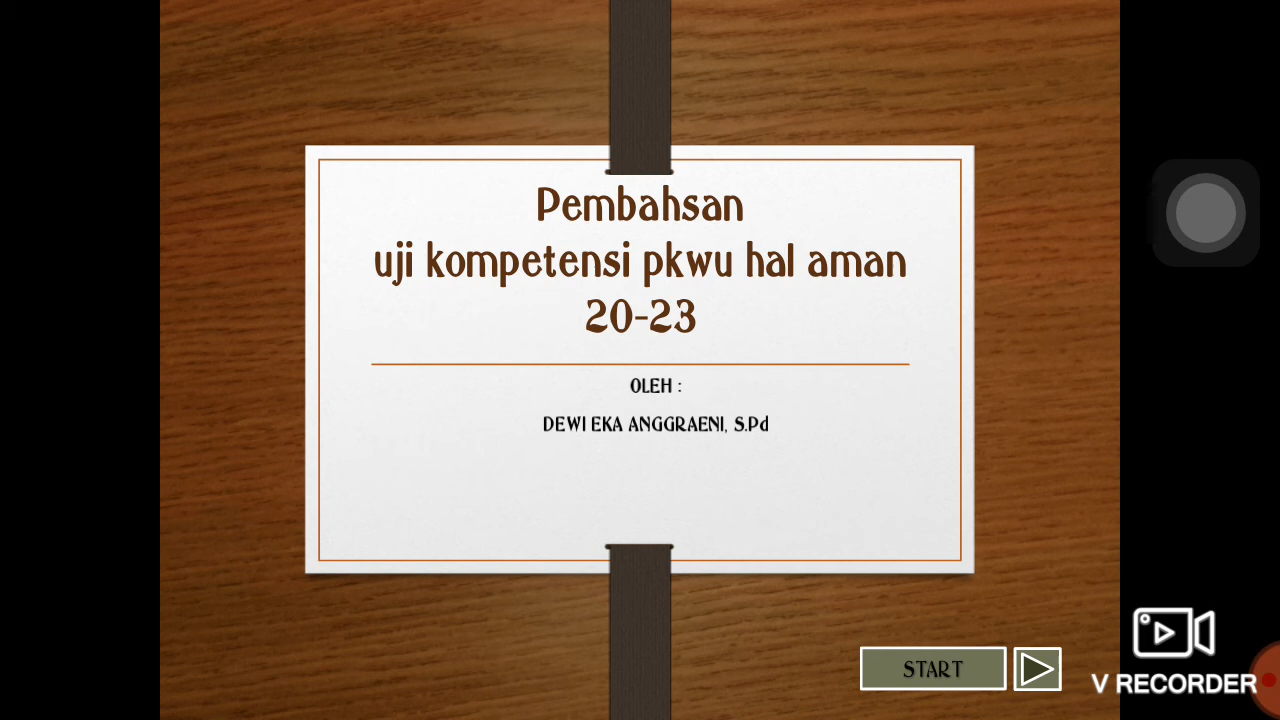 Pembahsan
uji kompetensi pkwu hal aman
20-23
OLEH :
DEWI EKA ANGGRAENI, S.Pd
START
V RECORDER